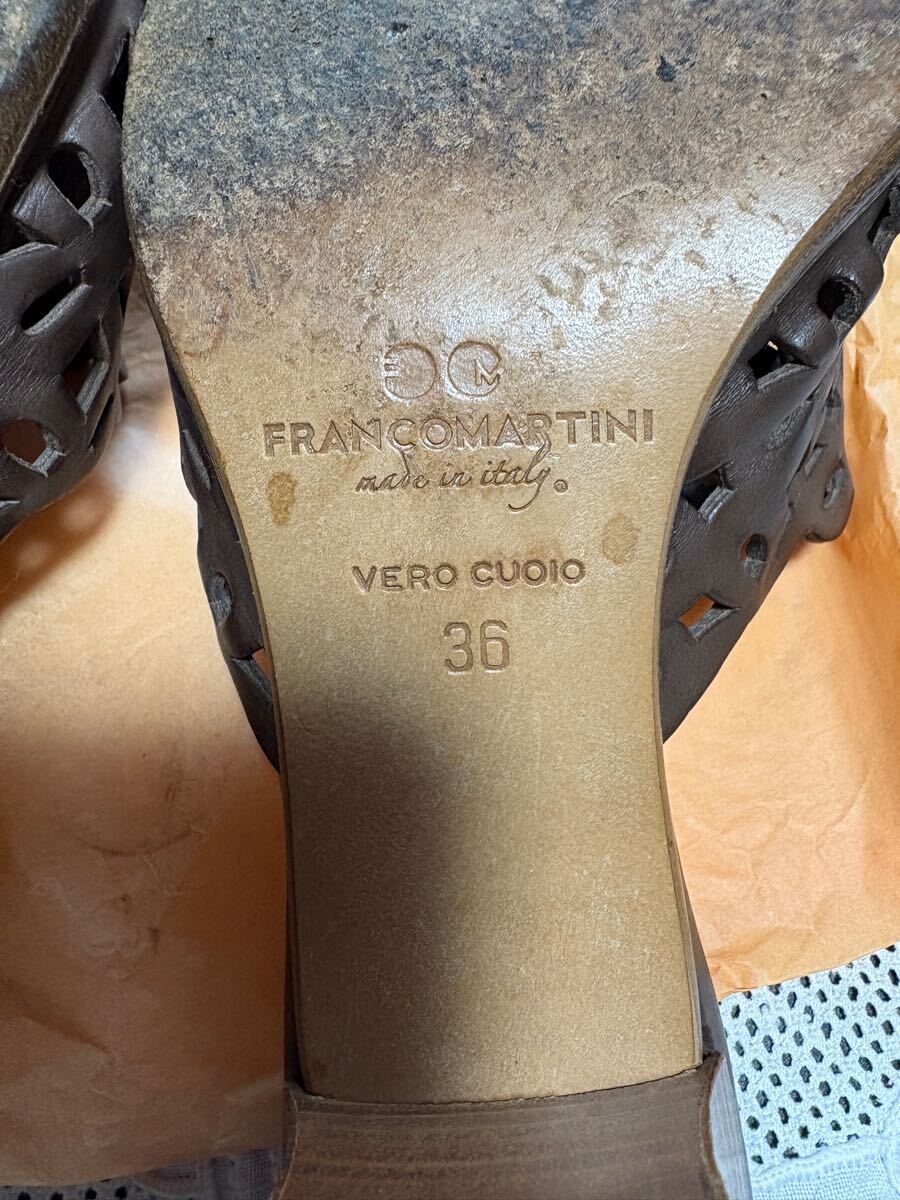 FM
FRANCOMARTINI
made in italy.
VERO CUOIO
36